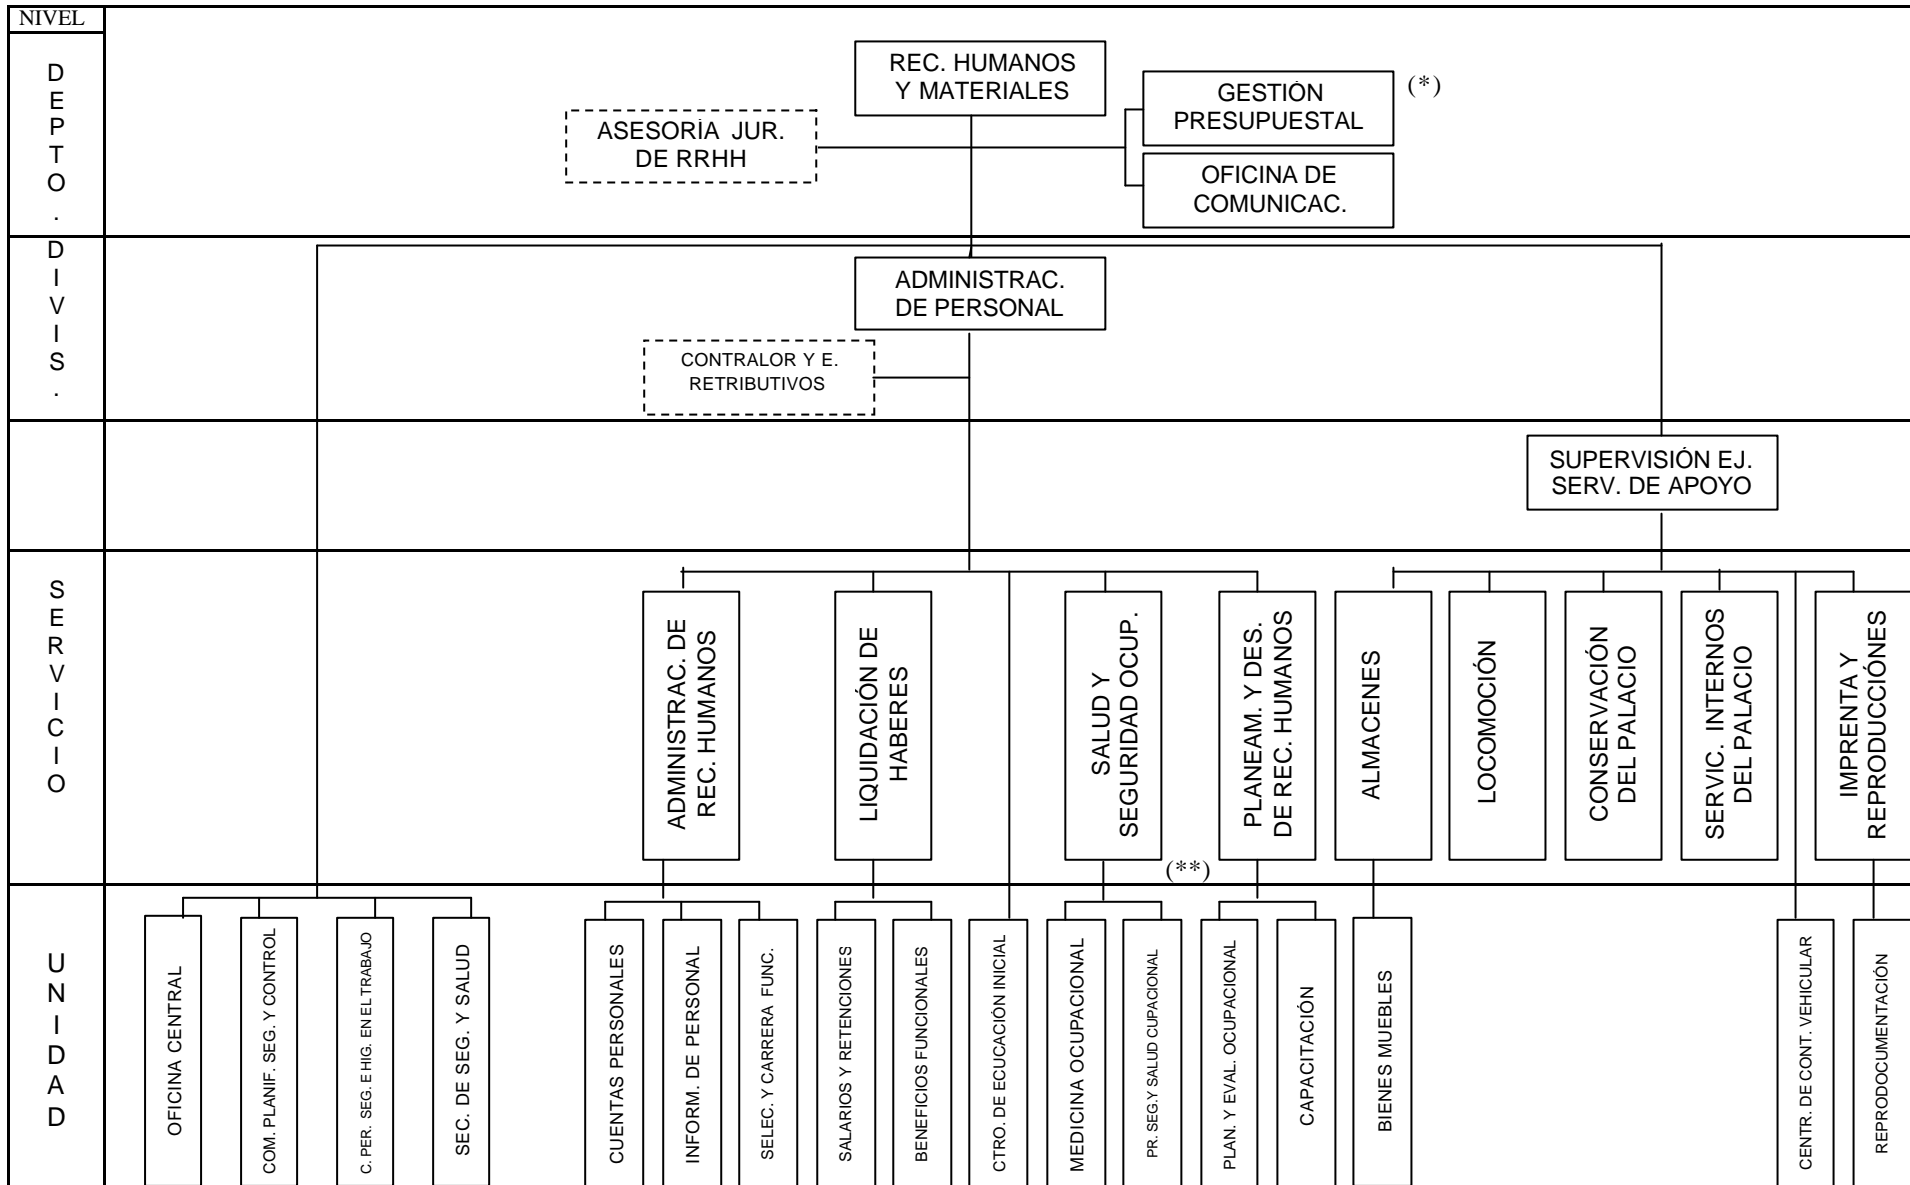 NIVEL
DEPTO.
REC. HUMANOS
Y MATERIALES
GESTIÓN
PRESUPUESTAL
(*)
ASESORÍA JUR.
DE RRHH
OFICINA DE
COMUNICAC.
DIVIS.
ADMINISTRAC.
DE PERSONAL
CONTRALOR Y E.
RETRIBUTIVOS
SUPERVISIÓN EJ.
SERV. DE APOYO
SERVICIO
ADMINISTRAC. DE
REC. HUMANOS
LIQUIDACIÓN DE
HABERES
SALUD Y
SEGURIDAD OCUP.
PLANEAM. Y DES.
DE REC. HUMANOS
ALMACENES
LOCOMOCIÓN
CONSERVACIÓN
DEL PALACIO
SERVIC. INTERNOS
DEL PALACIO
IMPRENTA Y
REPRODUCCIÓNES
(**)
UNIDAD
OFICINA CENTRAL
COM. PLANIF. SEG. Y CONTROL
C. PER. SEG. E HIG. EN EL TRABAJO
SEC. DE SEG. Y SALUD
CUENTAS PERSONALES
INFORM. DE PERSONAL
SELEC. Y CARRERA FUNC.
SALARIOS Y RETENCIONES
BENEFICIOS FUNCIONALES
CTRO. DE ECUCACIÓN INICIAL
MEDICINA OCUPACIONAL
PR. SEG.Y SALUD CUPACIONAL
PLAN. Y EVAL. OCUPACIONAL
CAPACITACIÓN
BIENES MUEBLES
CENTR. DE CONT. VEHICULAR
REPRODOCUMENTACIÓN